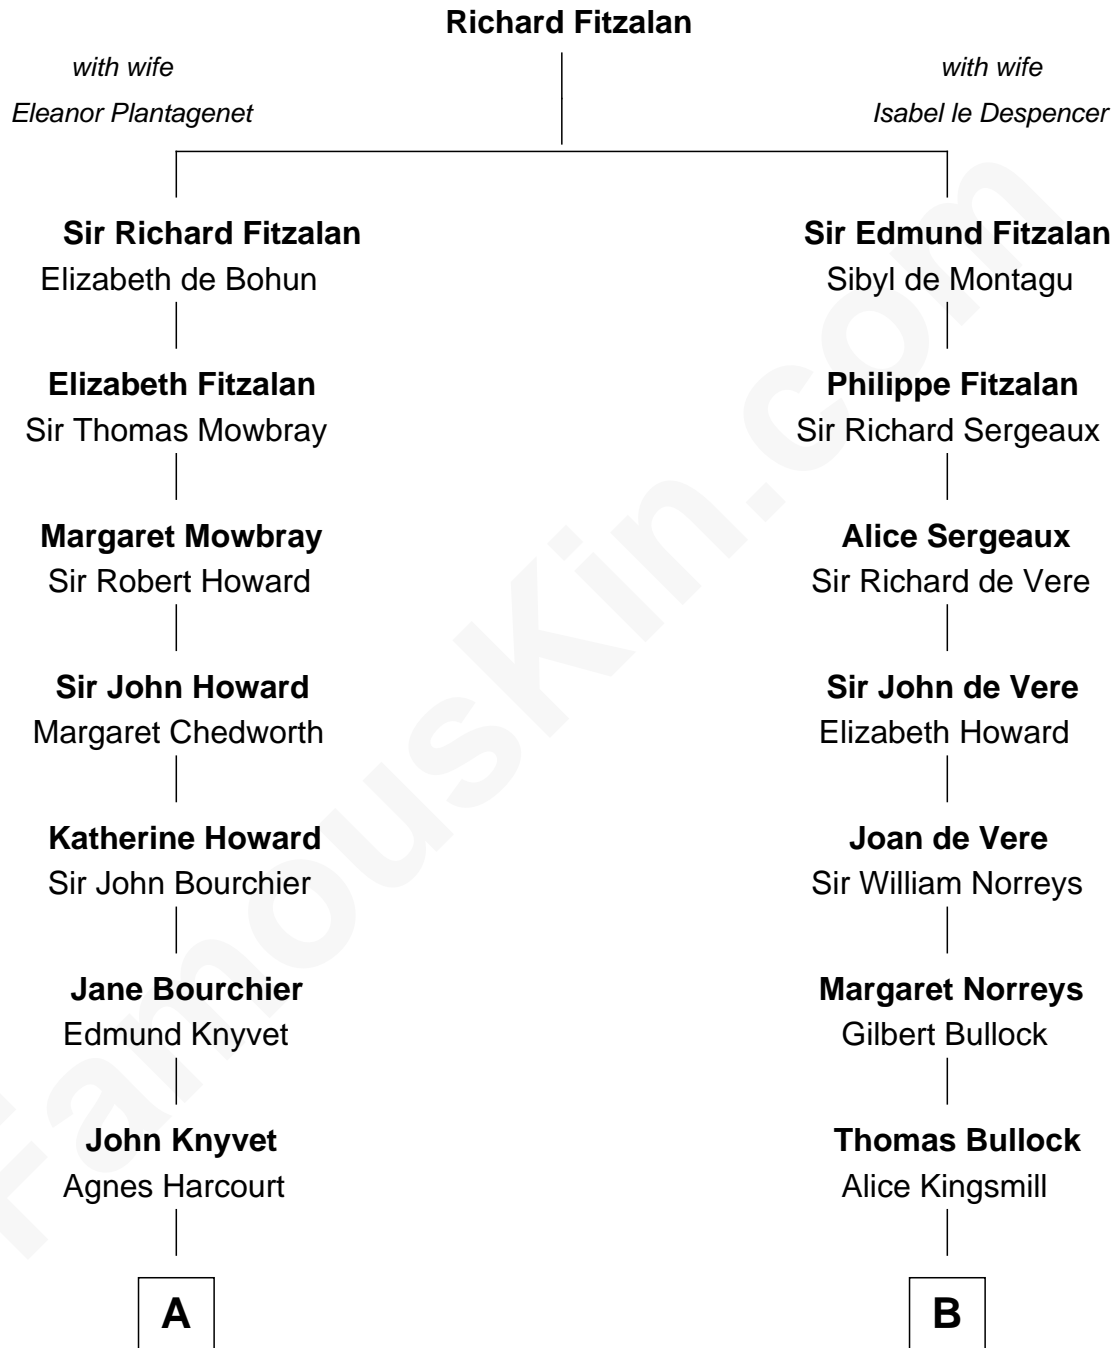 Richard Fitzalan
with wife
Eleanor Plantagenet
with wife
Isabel le Despencer
Sir Richard Fitzalan
Elizabeth de Bohun
Sir Edmund Fitzalan
Sibyl de Montagu
Elizabeth Fitzalan
Sir Thomas Mowbray
Philippe Fitzalan
Sir Richard Sergeaux
Margaret Mowbray
Sir Robert Howard
Alice Sergeaux
Sir Richard de Vere
Sir John Howard
Margaret Chedworth
Sir John de Vere
Elizabeth Howard
Katherine Howard
Sir John Bourchier
Joan de Vere
Sir William Norreys
Jane Bourchier
Edmund Knyvet
Margaret Norreys
Gilbert Bullock
John Knyvet
Agnes Harcourt
Thomas Bullock
Alice Kingsmill
A
B
FamousKin.com